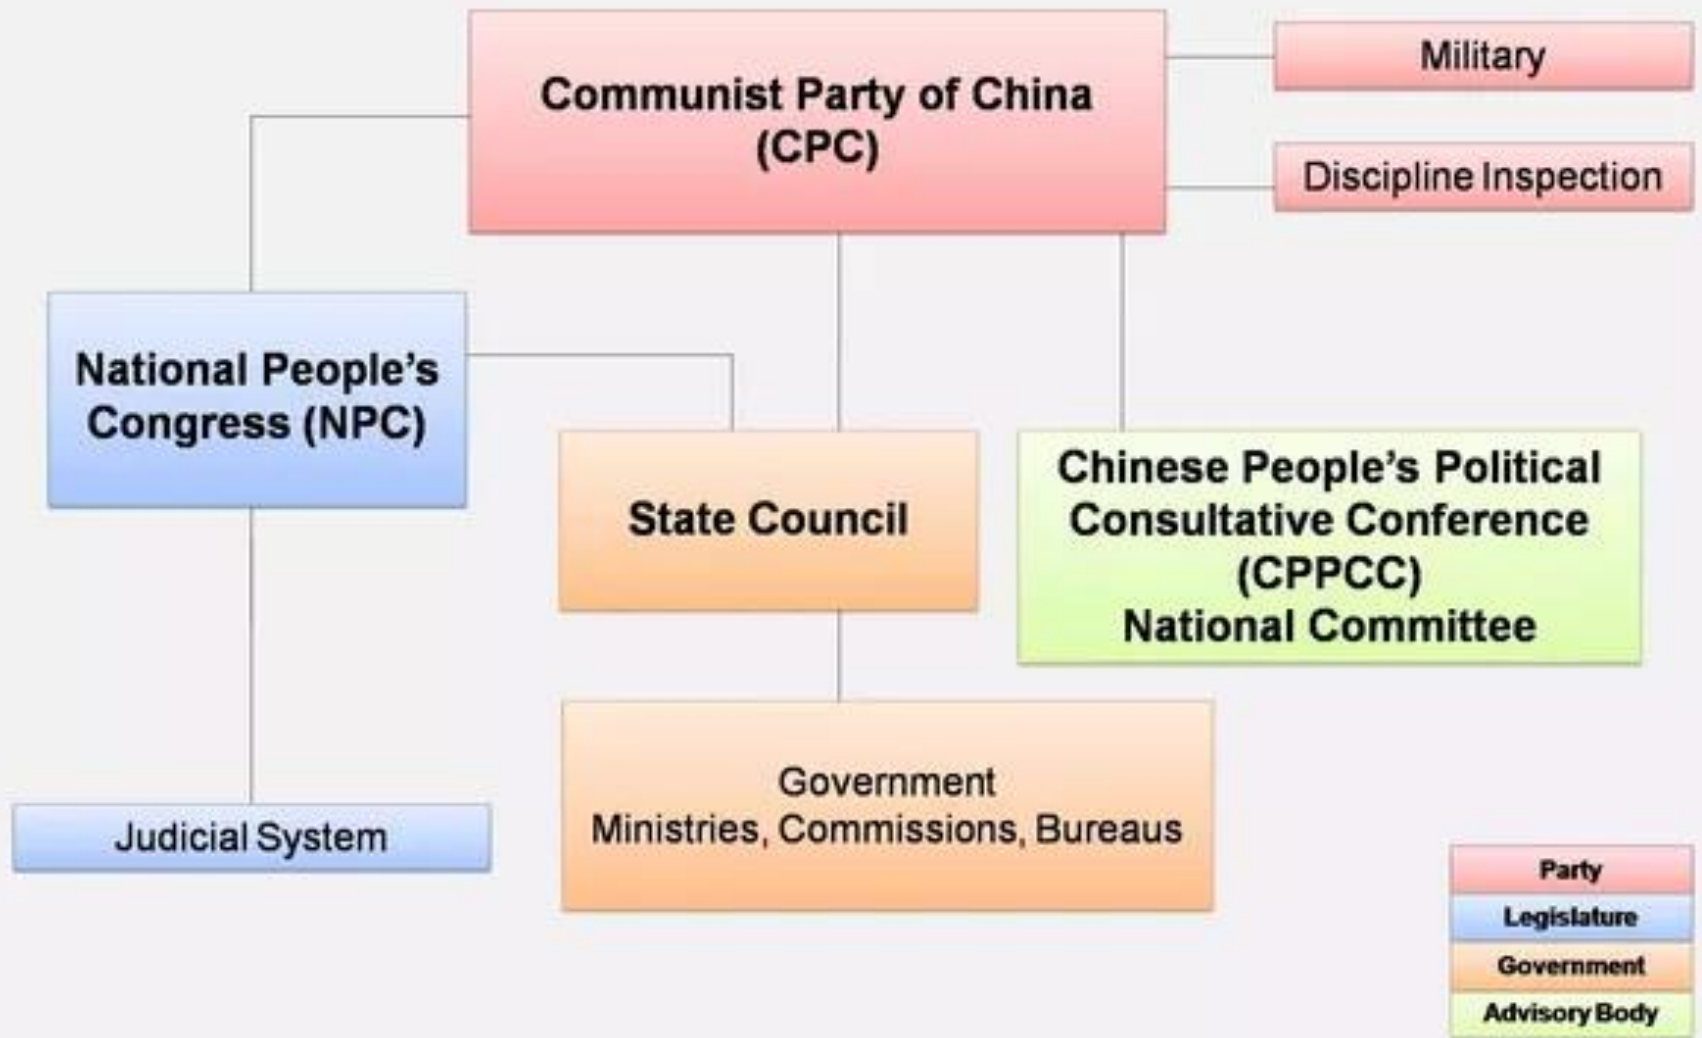 Communist Party of China
(CPC)
Military
Discipline Inspection
National People’s
Congress (NPC)
State Council
Chinese People’s Political
Consultative Conference
(CPPCC)
National Committee
Government
Ministries, Commissions, Bureaus
Judicial System
Party
Legislature
Government
Advisory Body